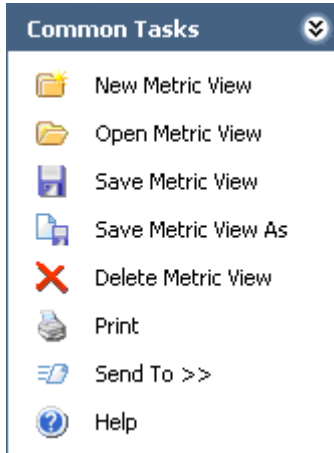 Common Tasks
New Metric View
Open Metric View
Save Metric View
Save Metric View As
Delete Metric View
Print
Send To >>
Help